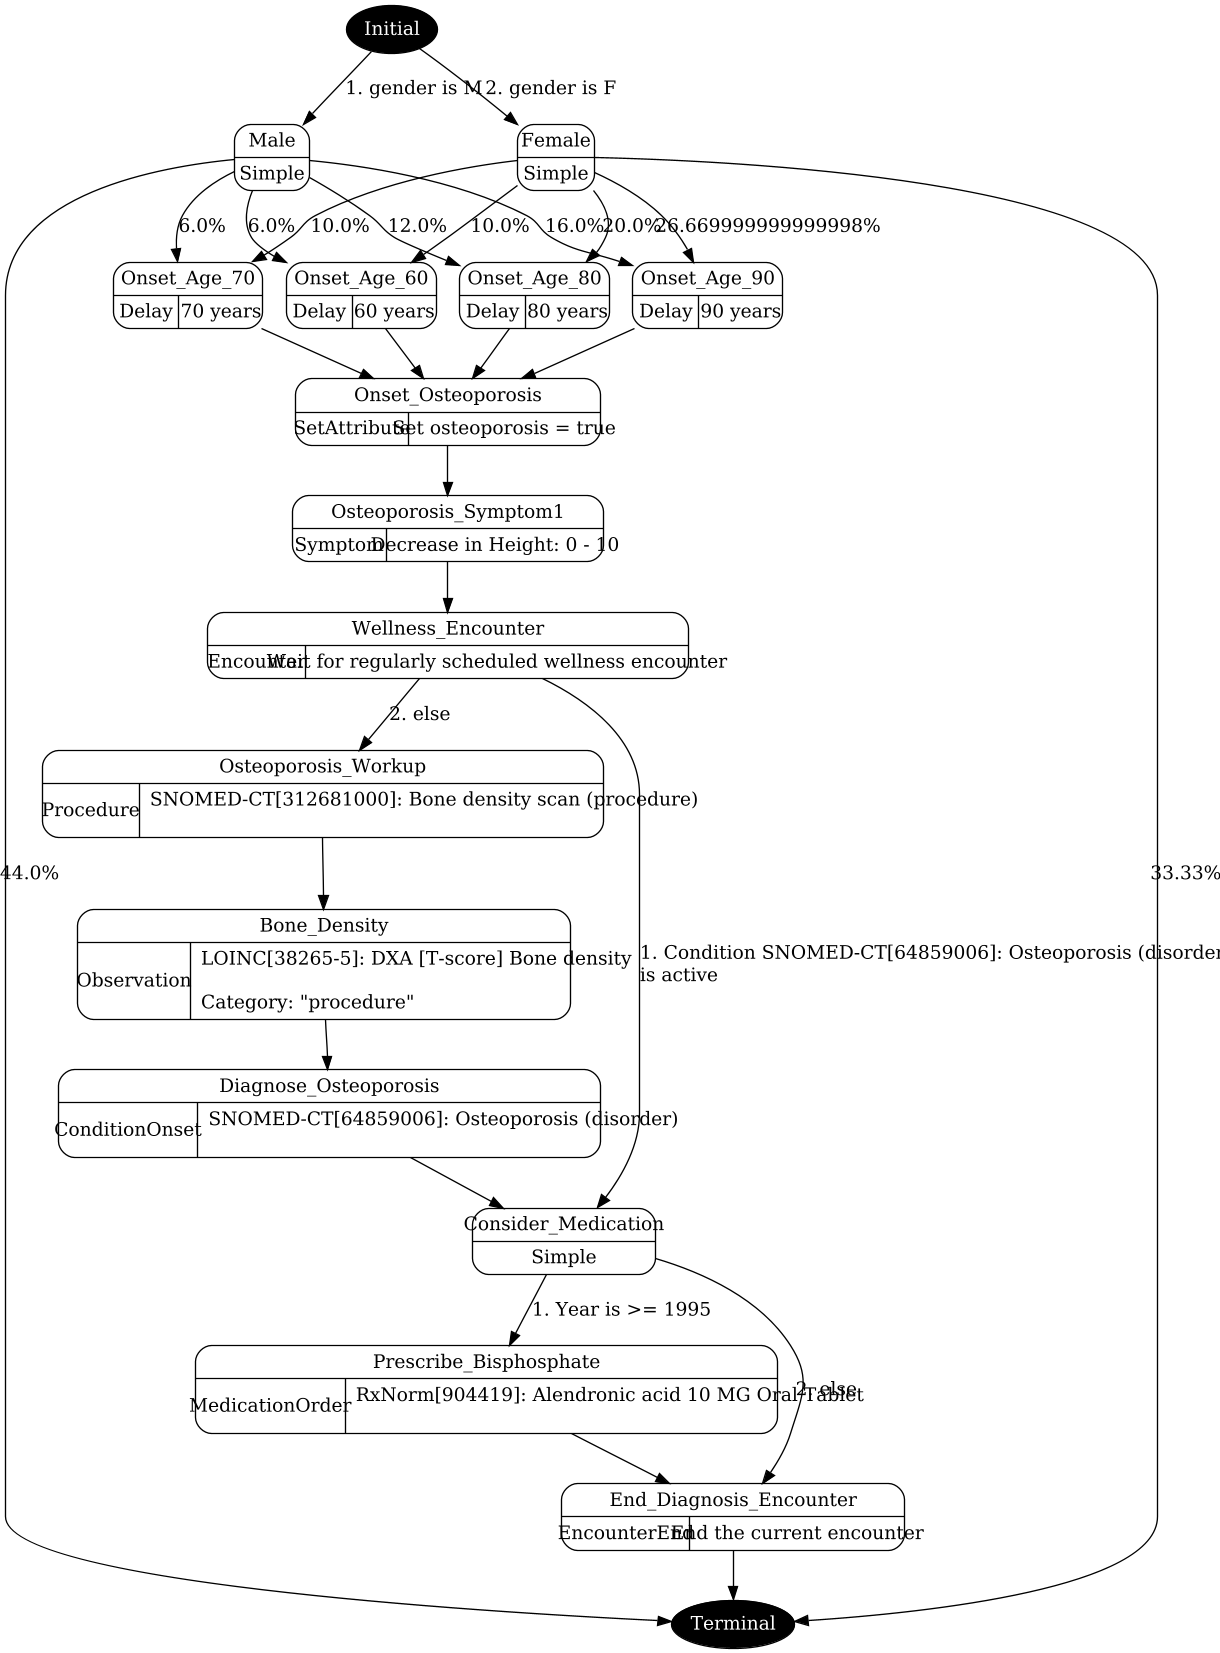 Initial
1. gender is M
2. gender is F
Male
Simple
Female
Simple
6.0%
6.0%
10.0%
12.0%
10.0%
16.0%
20.0%
26.669999999999998%
Onset_Age_70
Delay
70 years
Onset_Age_60
Delay
60 years
Onset_Age_80
Delay
80 years
Onset_Age_90
Delay
90 years
Onset_Osteoporosis
SetAttribute
Set osteoporosis = true
Osteoporosis_Symptom1
Symptom
Decrease in Height: 0 - 10
Wellness_Encounter
Encounter
Wait for regularly scheduled wellness encounter
2. else
Osteoporosis_Workup
Procedure
SNOMED-CT[312681000]: Bone density scan (procedure)
44.0%
33.33%
Bone_Density
Observation
LOINC[38265-5]: DXA [T-score] Bone density
Category: "procedure"
1. Condition SNOMED-CT[64859006]: Osteoporosis (disorder
is active
Diagnose_Osteoporosis
ConditionOnset
SNOMED-CT[64859006]: Osteoporosis (disorder)
Consider_Medication
Simple
1. Year is >= 1995
2. else
Prescribe_Bisphosphate
MedicationOrder
RxNorm[904419]: Alendronic acid 10 MG Oral Tablet
End_Diagnosis_Encounter
EncounterEnd
End the current encounter
Terminal